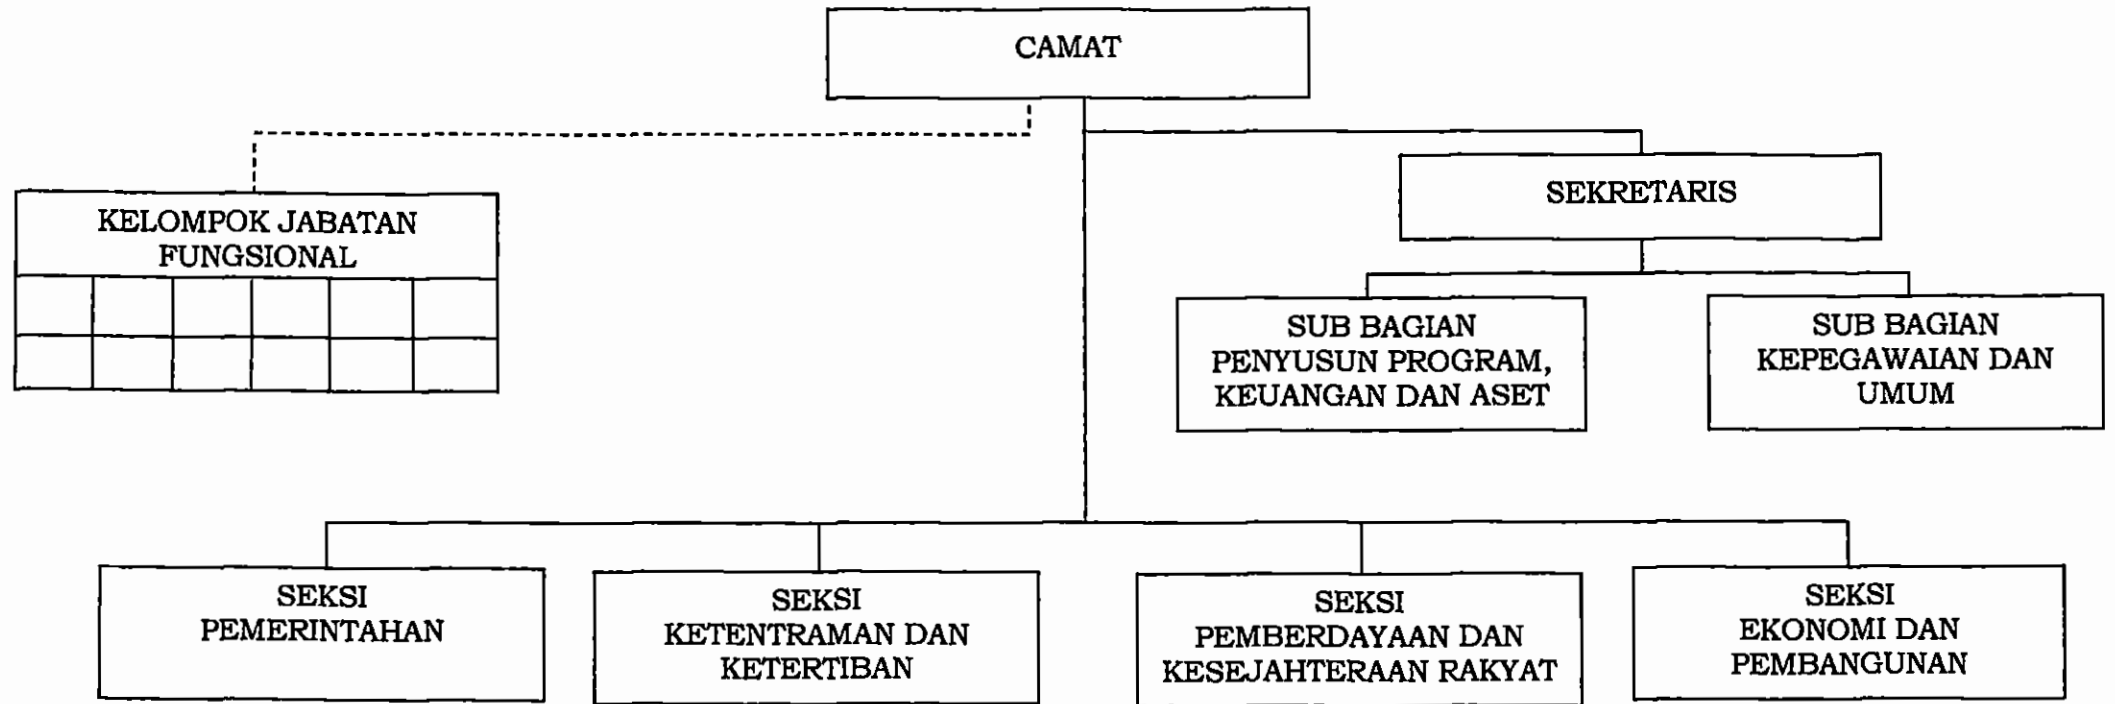 CAMAT
SEKRETARIS
KELOMPOK JABATAN
FUNGSIONAL
SUB BAGIAN
PENYUSUN PROGRAM,
KEUANGAN DAN ASET
SUB BAGIAN
KEPEGAWAIAN DAN
UMUM
SEKSI
PEMERINTAHAN
SEKSI
KETENTRAMAN DAN
KETERTIBAN
SEKSI
PEMBERDAYAAN DAN
KESEJAHTERAAN RAKYAT
SEKSI
EKONOMI DAN
PEMBANGUNAN